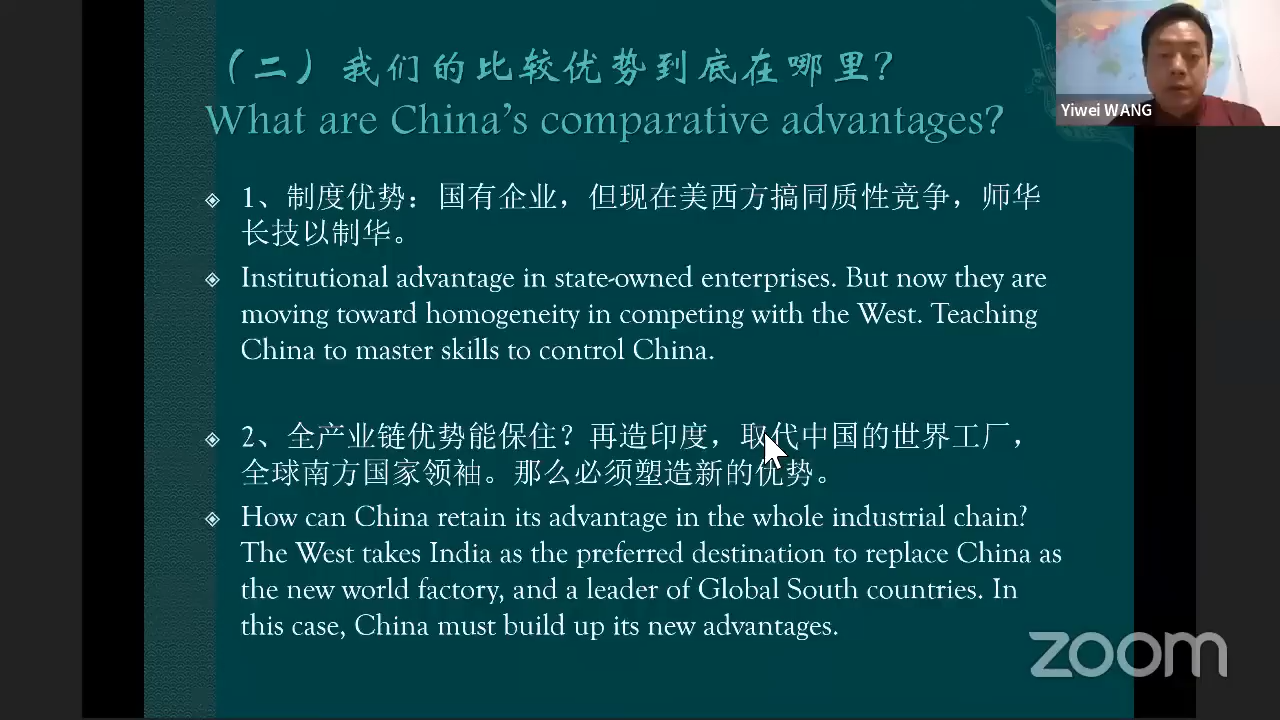 （二）我们的比较优势到底在哪里？
What are China's comparative advantages?
Yiwei WANG
1、制度优势：国有企业，但现在美西方搞同质性竞争，师华
长技以制华。
Institutional advantage in state-owned enterprises. But now they are
moving toward homogeneity in competing with the West. Teaching
China to master skills to control China.
2、全产业链优势能保住？再造印度，取代中国的世界工厂，
全球南方国家领袖。那么必须塑造新的优势。
How can China retain its advantage in the whole industrial chain?
The West takes India as the preferred destination to replace China as
the new world factory, and a leader of Global South countries. In
this case, China must build up its new advantages.
zoom